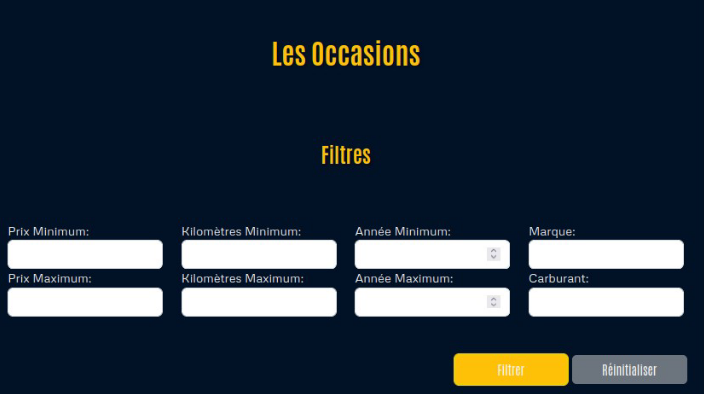 Les Occasions
Filtres
Prix Minimum: Kilomètres Minimum: Année Minimum: Marque:
Prix Maximum: Kilomètres Maximum: Année Maximum: Carburant:
Filtrer Réinitialiser